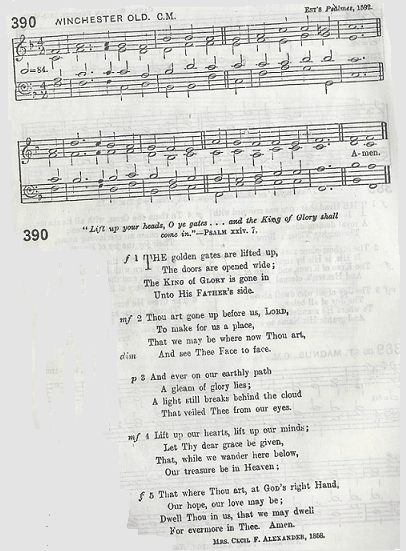 390 WINCHESTER OLD. C.M. EST'S Psalmes, 1592.
=84.
A-men.
390
"Lift up your heads, O ye gates . . . and the King of Glory shall
come in."—PSALM xxiv. 7.
f 1 THE golden gates are lifted up,
The doors are opened wide;
The KING of GLORY is gone in
Unto His FATHER'S side.
mf 2 Thou art gone up before us, LORD,
To make for us a place,
That we may be where now Thou art,
dim And see Thee Face to face.
p 3 And ever on our earthly path
A gleam of glory lies;
A light still breaks behind the cloud
That veiled Thee from our eyes.
mf 4 Lift up our hearts, lift up our minds;
Let Thy dear grace be given,
That, while we wander here below,
Our treasure be in Heaven;
f 5 That where Thou art, at GOD'S right Hand,
Our hope, our love may be;
Dwell Thou in us, that we may dwell
For evermore in Thee. Amen.
MRS. CECIL F. ALEXANDER, 1858.